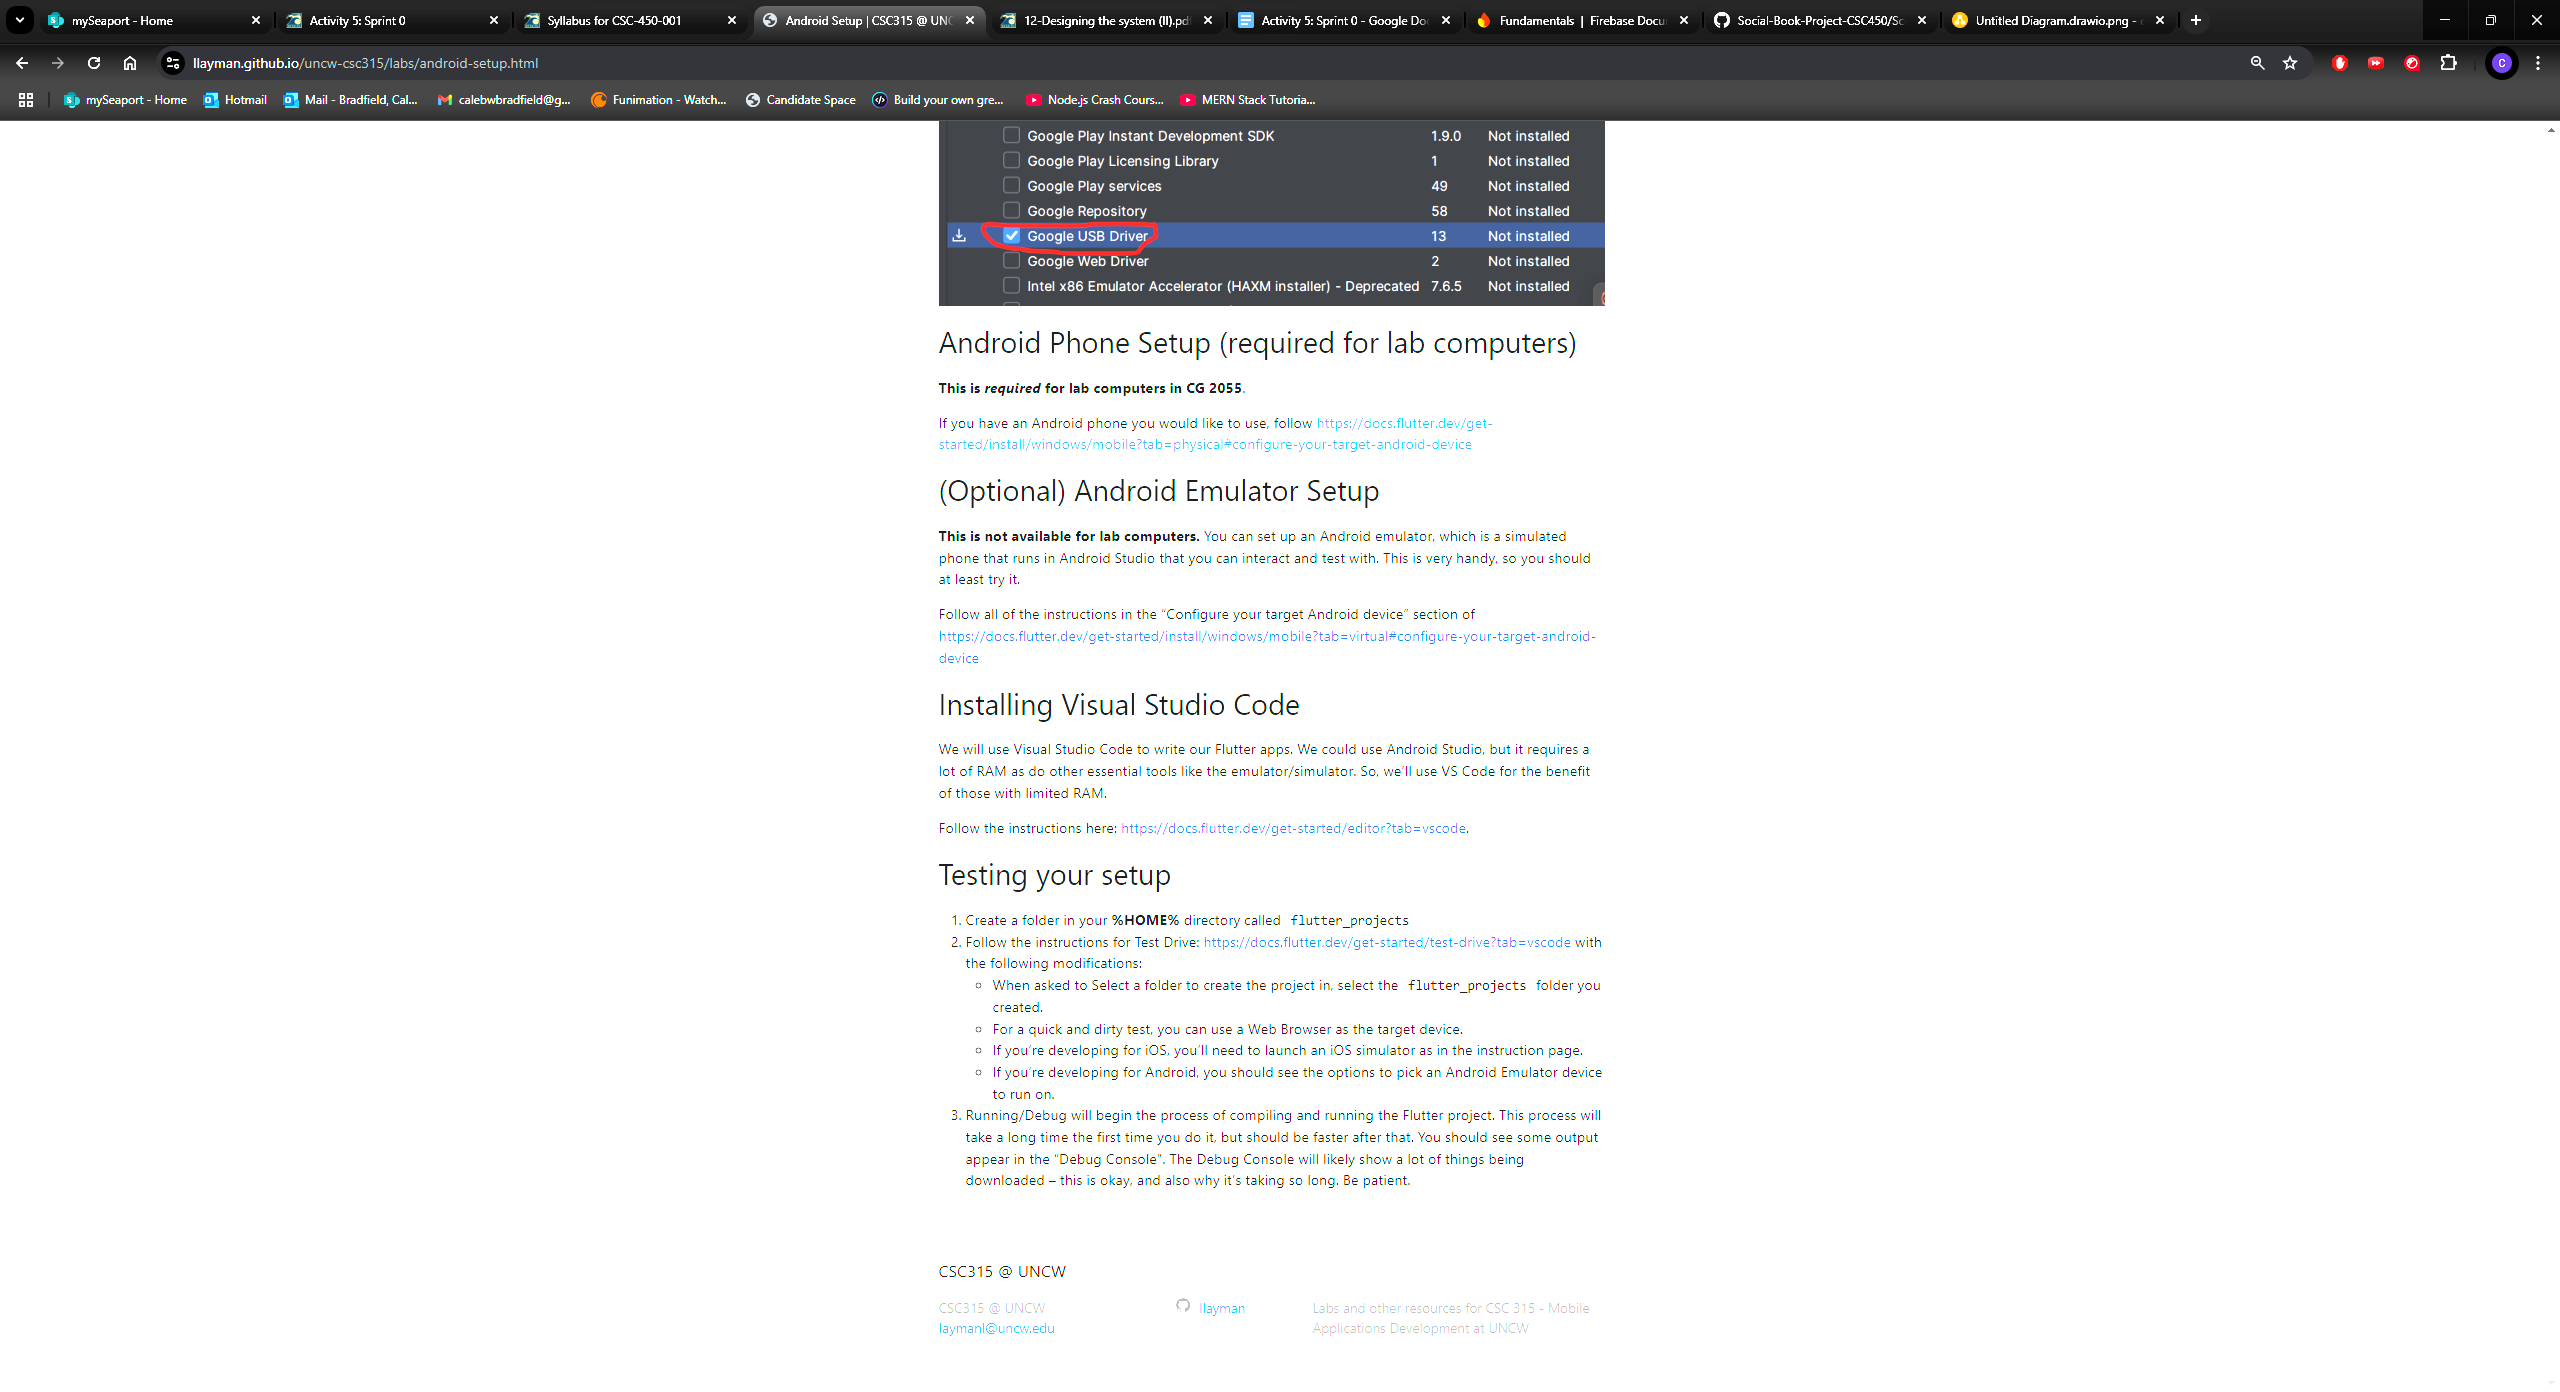 mySeaport - Home
Activity 5: Sprint 0
Syllabus for CSC-450-001
Android Setup | CSC315 @ UNC
12-Designing the system (II).pd
Activity 5: Sprint 0 - Google Doc
Fundamentals | Firebase Docu
Social-Book-Project-CSC450/Sc
Untitled Diagram.drawio.png -
llayman.github.io/uncw-csc315/labs/android-setup.html
C
mySeaport - Home
Hotmail
Mail - Bradfield, Cal...
calebwbradfield@g...
Funimation - Watch...
Candidate Space
Build your own gre...
Node.js Crash Cours...
MERN Stack Tutoria...
Google Play Instant Development SDK 1.9.0 Not installed
Google Play Licensing Library 1 Not installed
Google Play services 49 Not installed
Google Repository 58 Not installed
Google USB Driver 13 Not installed
Google Web Driver 2 Not installed
Intel x86 Emulator Accelerator (HAXM installer) - Deprecated 7.6.5 Not installed
Android Phone Setup (required for lab computers)
This is required for lab computers in CG 2055.
If you have an Android phone you would like to use, follow https://docs.flutter.dev/get-
started/install/windows/mobile?tab=physical#configure-your-target-android-device
(Optional) Android Emulator Setup
This is not available for lab computers. You can set up an Android emulator, which is a simulated
phone that runs in Android Studio that you can interact and test with. This is very handy, so you should
at least try it.
Follow all of the instructions in the “Configure your target Android device” section of
https://docs.flutter.dev/get-started/install/windows/mobile?tab=virtual#configure-your-target-android-
device
Installing Visual Studio Code
We will use Visual Studio Code to write our Flutter apps. We could use Android Studio, but it requires a
lot of RAM as do other essential tools like the emulator/simulator. So, we’ll use VS Code for the benefit
of those with limited RAM.
Follow the instructions here: https://docs.flutter.dev/get-started/editor?tab=vscode.
Testing your setup
1. Create a folder in your %HOME% directory called flutter_projects
2. Follow the instructions for Test Drive: https://docs.flutter.dev/get-started/test-drive?tab=vscode with
the following modifications:
When asked to Select a folder to create the project in, select the flutter_projects folder you
created.
For a quick and dirty test, you can use a Web Browser as the target device.
If you’re developing for iOS, you’ll need to launch an iOS simulator as in the instruction page.
If you’re developing for Android, you should see the options to pick an Android Emulator device
to run on.
3. Running/Debug will begin the process of compiling and running the Flutter project. This process will
take a long time the first time you do it, but should be faster after that. You should see some output
appear in the “Debug Console”. The Debug Console will likely show a lot of things being
downloaded – this is okay, and also why it’s taking so long. Be patient.
CSC315 @ UNCW
CSC315 @ UNCW
laymanl@uncw.edu
llayman
Labs and other resources for CSC 315 - Mobile
Applications Development at UNCW